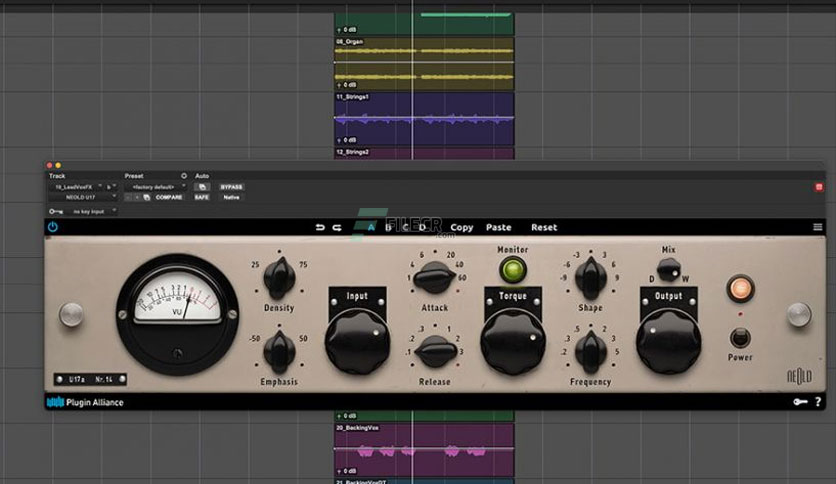 + 0 dB
08_Organ
+ 0 dB
11_Strings1
+ 0 dB
12_Strings2
Track
Preset
Auto
19_LeadVoxFX
b
<factory default>
BYPASS
NEOLD U17
COMPARE
SAFE
Native
no key input
FILECR
.com
A B C D Copy Paste Reset
Monitor
Mix
25 75
Density
Input
4 6 20 40 60
Attack
Torque
-9 -6 -3 3 6 9
Shape
D W
Output
VU
-50 50
Emphasis
.1 .2 .3 1 2 3
Release
.2 .3 .5 2 3 5
Frequency
Power
U17a Nr.14
NEOLD
Plugin Alliance
?
+ 0 dB
20_BackingVox
+ 0 dB
21_BackingVoxDT